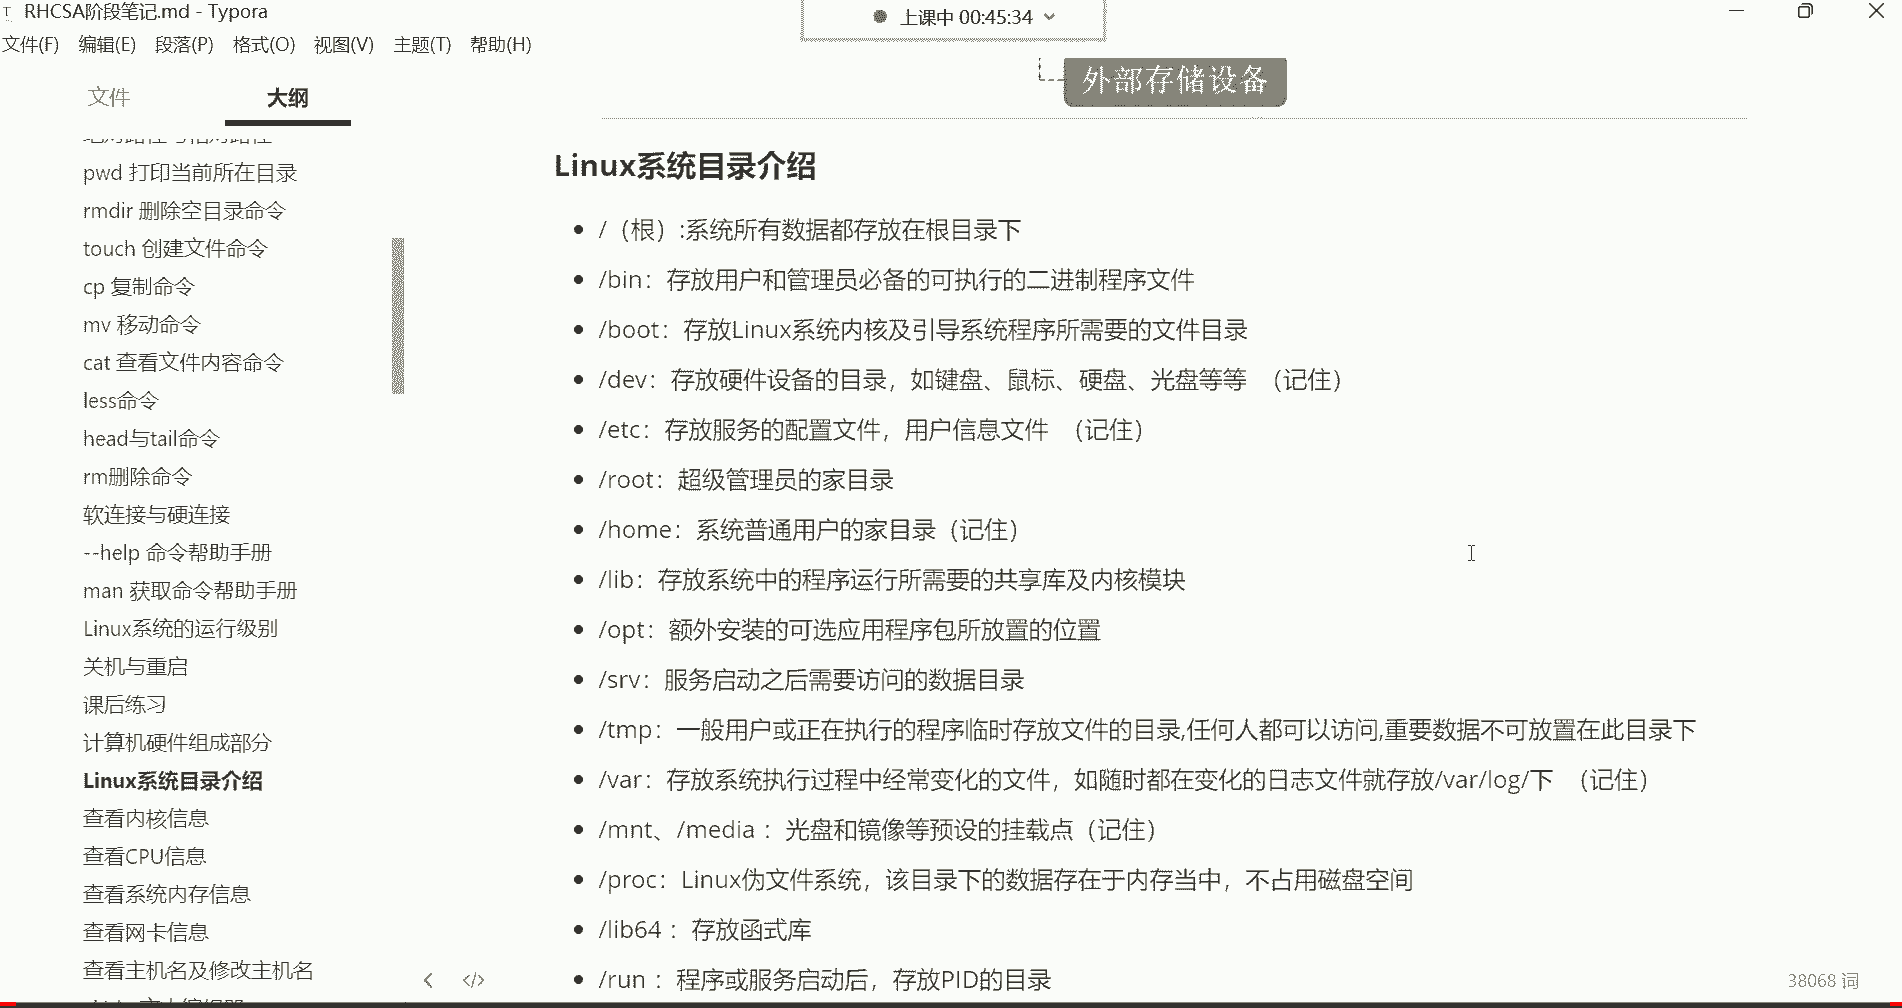 RHCSA阶段笔记.md - Typora
上课中 00:45:34
文件(F) 编辑(E) 段落(P) 格式(O) 视图(V) 主题(T) 帮助(H)
外部存储设备
文件 大纲
pwd 打印当前所在目录
rmdir 删除空目录命令
touch 创建文件命令
cp 复制命令
mv 移动命令
cat 查看文件内容命令
less命令
head与tail命令
rm删除命令
软连接与硬连接
--help 命令帮助手册
man 获取命令帮助手册
Linux系统的运行级别
关机与重启
课后练习
计算机硬件组成部分
Linux系统目录介绍
查看内核信息
查看CPU信息
查看系统内存信息
查看网卡信息
查看主机名及修改主机名
Linux系统目录介绍
/（根）:系统所有数据都存放在根目录下
/bin：存放用户和管理员必备的可执行的二进制程序文件
/boot：存放Linux系统内核及引导系统程序所需要的文件目录
/dev：存放硬件设备的目录，如键盘、鼠标、硬盘、光盘等等 （记住）
/etc：存放服务的配置文件，用户信息文件 （记住）
/root：超级管理员的家目录
/home：系统普通用户的家目录（记住）
/lib：存放系统中的程序运行所需要的共享库及内核模块
/opt：额外安装的可选应用程序包所放置的位置
/srv：服务启动之后需要访问的数据目录
/tmp：一般用户或正在执行的程序临时存放文件的目录,任何人都可以访问,重要数据不可放置在此目录下
/var：存放系统执行过程中经常变化的文件，如随时都在变化的日志文件就存放/var/log/下 （记住）
/mnt、/media ：光盘和镜像等预设的挂载点（记住）
/proc：Linux伪文件系统，该目录下的数据存在于内存当中，不占用磁盘空间
/lib64 ：存放函式库
/run ：程序或服务启动后，存放PID的目录
38068 词